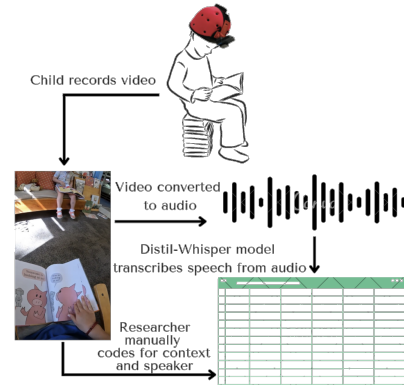 Child records video
Video converted
to audio
Distil-Whisper model
transcribes speech from audio
Researcher
manually
codes for context
and speaker